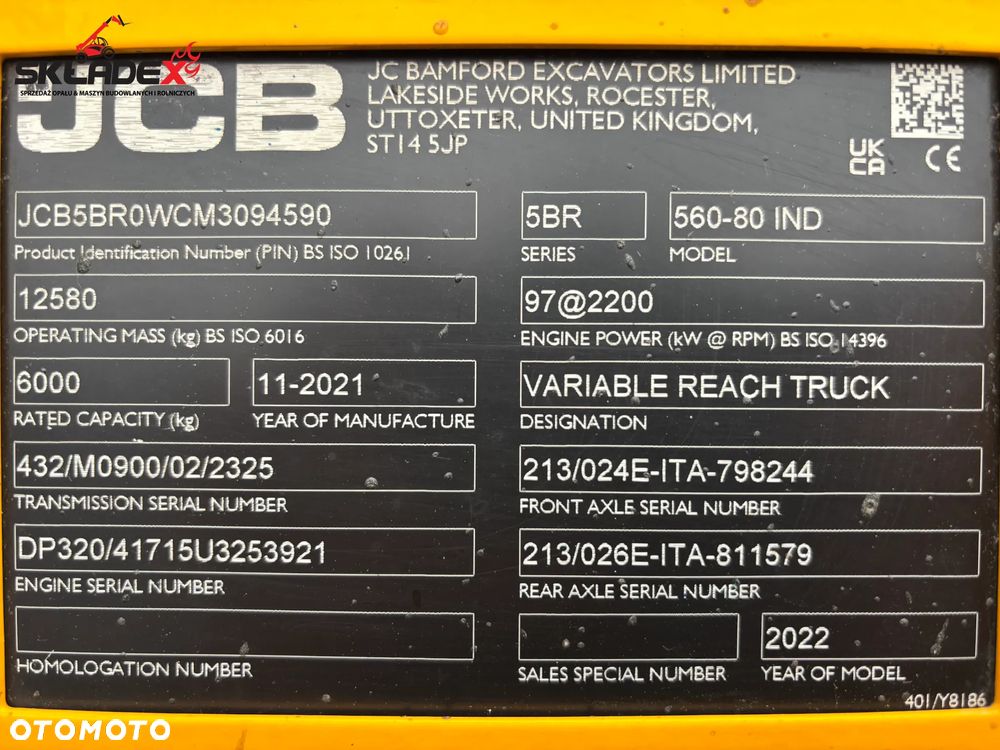 SKŁADEX
SPRZEDAŻ OPAŁU & MASZYN BUDOWLANYCH I ROLNICZYCH
JCB
JC BAMFORD EXCAVATORS LIMITED
LAKESIDE WORKS, ROCESTER,
UTTOXETER, UNITED KINGDOM,
ST14 5JP
UK
CA
CE
JCB5BR0WCM3094590
Product Identification Number (PIN) BS ISO 10261
5BR
SERIES
560-80 IND
MODEL
12580
OPERATING MASS (kg) BS ISO 6016
97@2200
ENGINE POWER (kW @ RPM) BS ISO 14396
6000
RATED CAPACITY (kg)
11-2021
YEAR OF MANUFACTURE
VARIABLE REACH TRUCK
DESIGNATION
432/M0900/02/2325
TRANSMISSION SERIAL NUMBER
213/024E-ITA-798244
FRONT AXLE SERIAL NUMBER
DP320/41715U3253921
ENGINE SERIAL NUMBER
213/026E-ITA-811579
REAR AXLE SERIAL NUMBER
HOMOLOGATION NUMBER
SALES SPECIAL NUMBER
2022
YEAR OF MODEL
401/Y8186
OTOMOTO